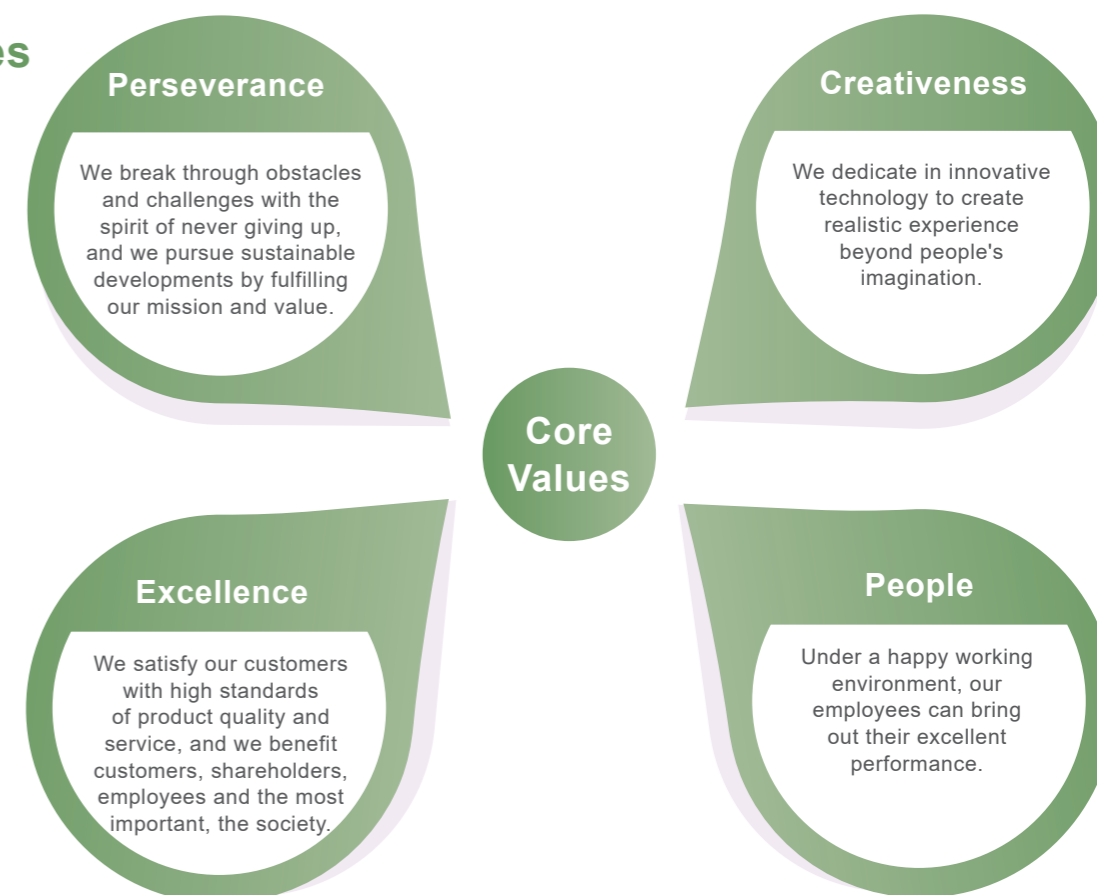 es
Perseverance
We break through obstacles
and challenges with the
spirit of never giving up,
and we pursue sustainable
developments by fulfilling
our mission and value.
Creativeness
We dedicate in innovative
technology to create
realistic experience
beyond people's
imagination.
Core
Values
Excellence
We satisfy our customers
with high standards
of product quality and
service, and we benefit
customers, shareholders,
employees and the most
important, the society.
People
Under a happy working
environment, our
employees can bring
out their excellent
performance.